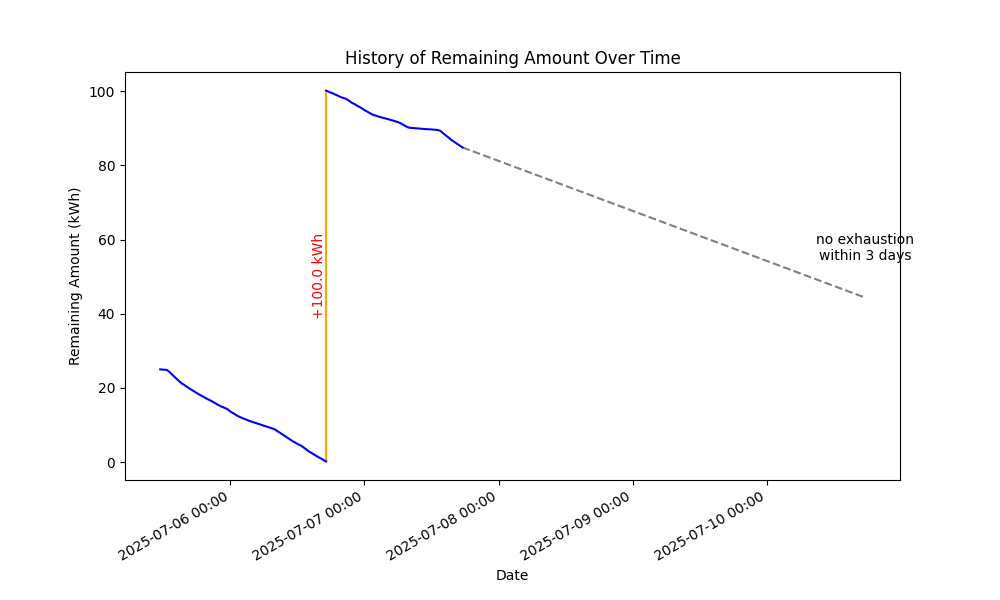 History of Remaining Amount Over Time
Remaining Amount (kWh)
100
80
60
40
20
0
+100.0 kWh
no exhaustion
within 3 days
2025-07-06 00:00
2025-07-07 00:00
2025-07-08 00:00
2025-07-09 00:00
2025-07-10 00:00
Date